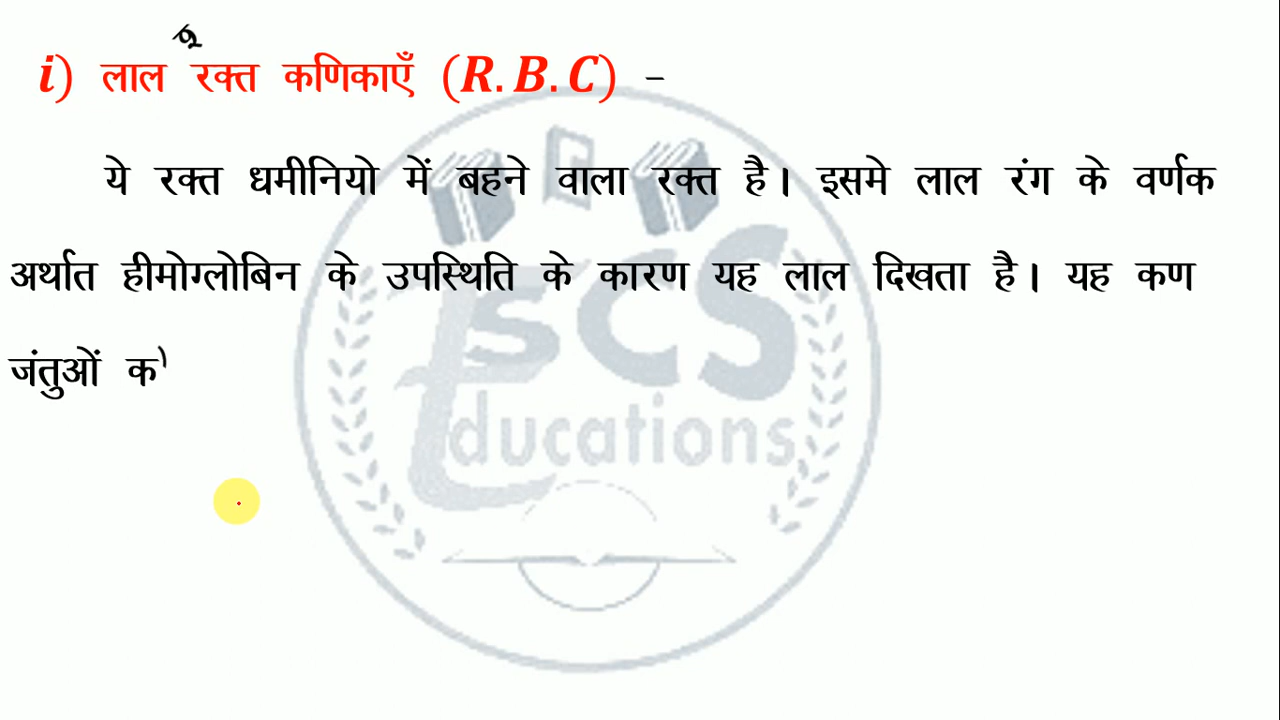 i) लाल रक्त कणिकाएँ (R.B.C) -
ये रक्त धमीनियो में बहने वाला रक्त है। इसमे लाल रंग के वर्णक
अर्थात हीमोग्लोबिन के उपस्थिति के कारण यह लाल दिखता है। यह कण
जंतुओं
SCS
Educations